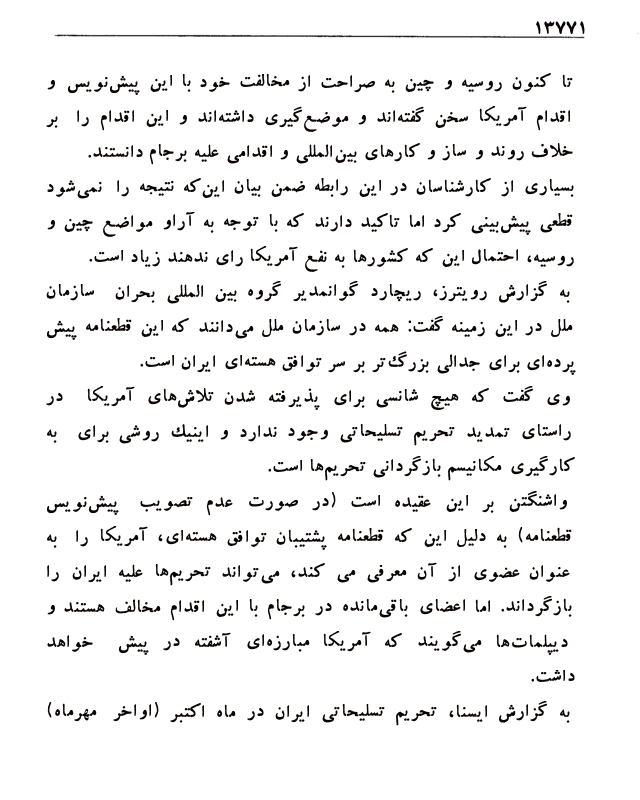 ۱۳۷۷۱
تا کنون روسیه و چین به صراحت از مخالفت خود با این پیش‌نویس و
اقدام آمریکا سخن گفته‌اند و موضع‌گیری داشته‌اند و این اقدام را بر
خلاف روند و ساز و کارهای بین‌المللی و اقدامی علیه برجام دانستند.
بسیاری از کارشناسان در این رابطه ضمن بیان این‌که نتیجه را نمی‌شود
قطعی پیش‌بینی کرد اما تاکید دارند که با توجه به آراو مواضع چین و
روسیه، احتمال این که کشورها به نفع آمریکا رای ندهند زیاد است.
به گزارش رویترز، ریچارد گوانمدیر گروه بین المللی بحران سازمان
ملل در این زمینه گفت: همه در سازمان ملل می‌دانند که این قطعنامه پیش
پرده‌ای برای جدالی بزرگ‌تر بر سر توافق هسته‌ای ایران است.
وی گفت که هیچ شانسی برای پذیرفته شدن تلاش‌های آمریکا در
راستای تمدید تحریم تسلیحاتی وجود ندارد و اینیك روشی برای به
کارگیری مکانیسم بازگردانی تحریم‌ها است.
واشنگتن بر این عقیده است (در صورت عدم تصویب پیش‌نویس
قطعنامه) به دلیل این که قطعنامه پشتیبان توافق هسته‌ای، آمریکا را به
عنوان عضوی از آن معرفی می کند، می‌تواند تحریم‌ها علیه ایران را
بازگرداند. اما اعضای باقی‌مانده در برجام با این اقدام مخالف هستند و
دیپلمات‌ها می‌گویند که آمریکا مبارزه‌ای آشفته در پیش خواهد
داشت.
به گزارش ایسنا، تحریم تسلیحاتی ایران در ماه اکتبر (اواخر مهرماه)